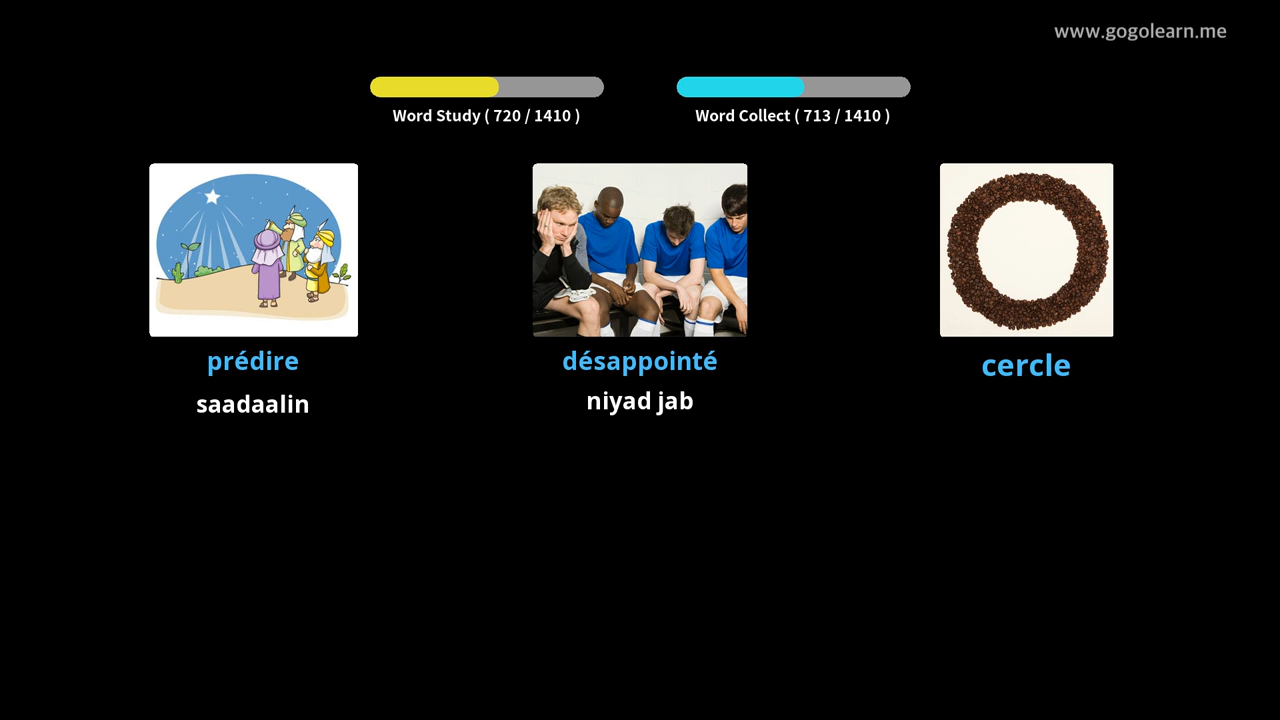 www.gogolearn.me
Word Study ( 720 / 1410 )
Word Collect ( 713 / 1410 )
prédire
saadaalin
désappointé
niyad jab
cercle